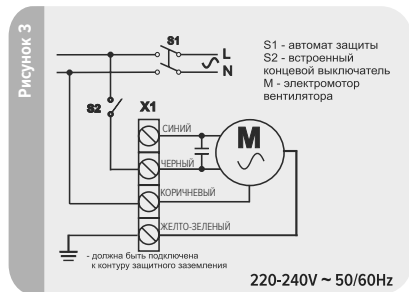 Рисунок 3
S1
L
N
S1 - автомат защиты
S2 - встроенный
концевой выключатель
M - электромотор
вентилятора
S2
X1
СИНИЙ
ЧЕРНЫЙ
КОРИЧНЕВЫЙ
ЖЕЛТО-ЗЕЛЕНЫЙ
M
- должна быть подключена
к контуру защитного заземления
220-240V ~ 50/60Hz